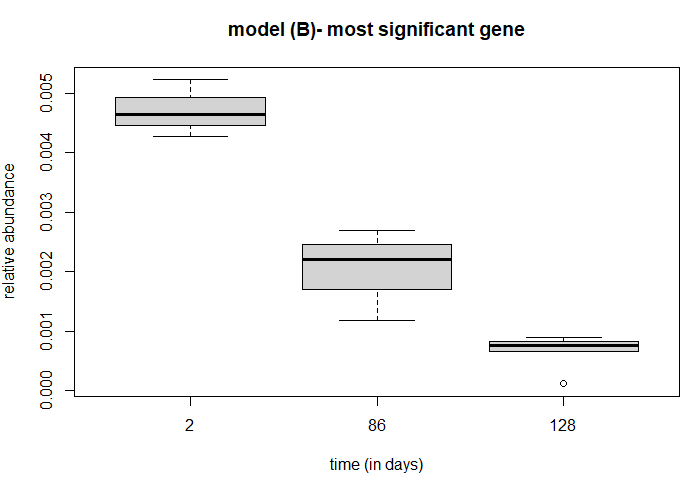 model (B)- most significant gene
relative abundance
0.005
0.004
0.003
0.002
0.001
0.000
2 86 128
time (in days)